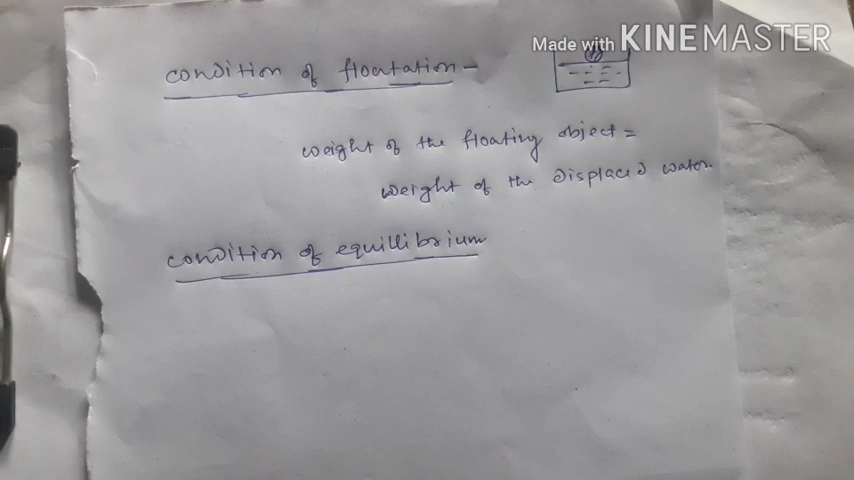 Made with KINEMASTER
condition of floatation -
weight of the floating object =
weight of the displaced water.
condition of equillibrium